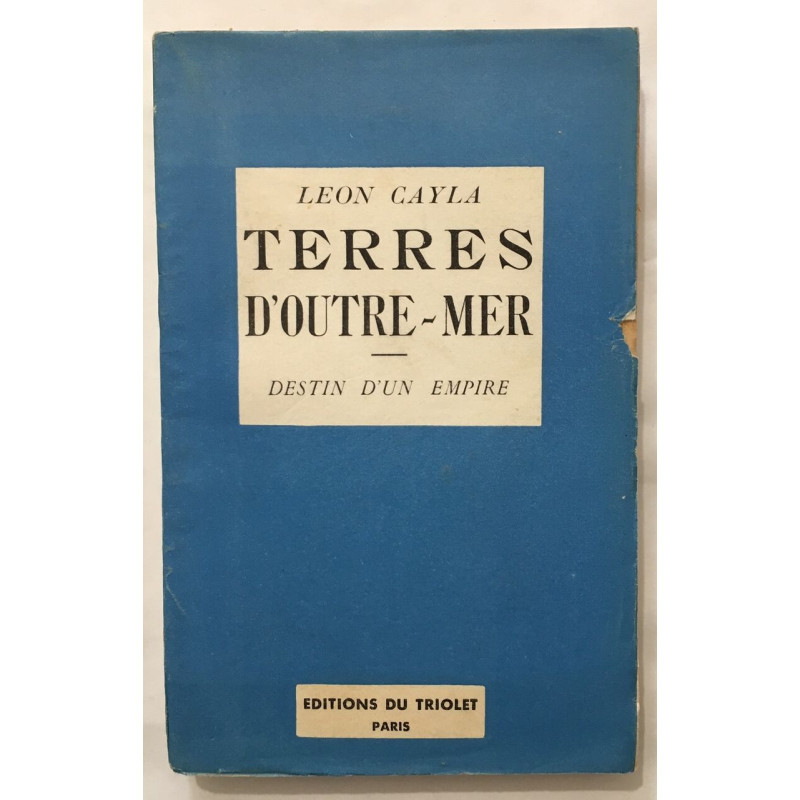 LEON CAYLA
TERRES
D'OUTRE-MER
DESTIN D'UN EMPIRE
EDITIONS DU TRIOLET
PARIS